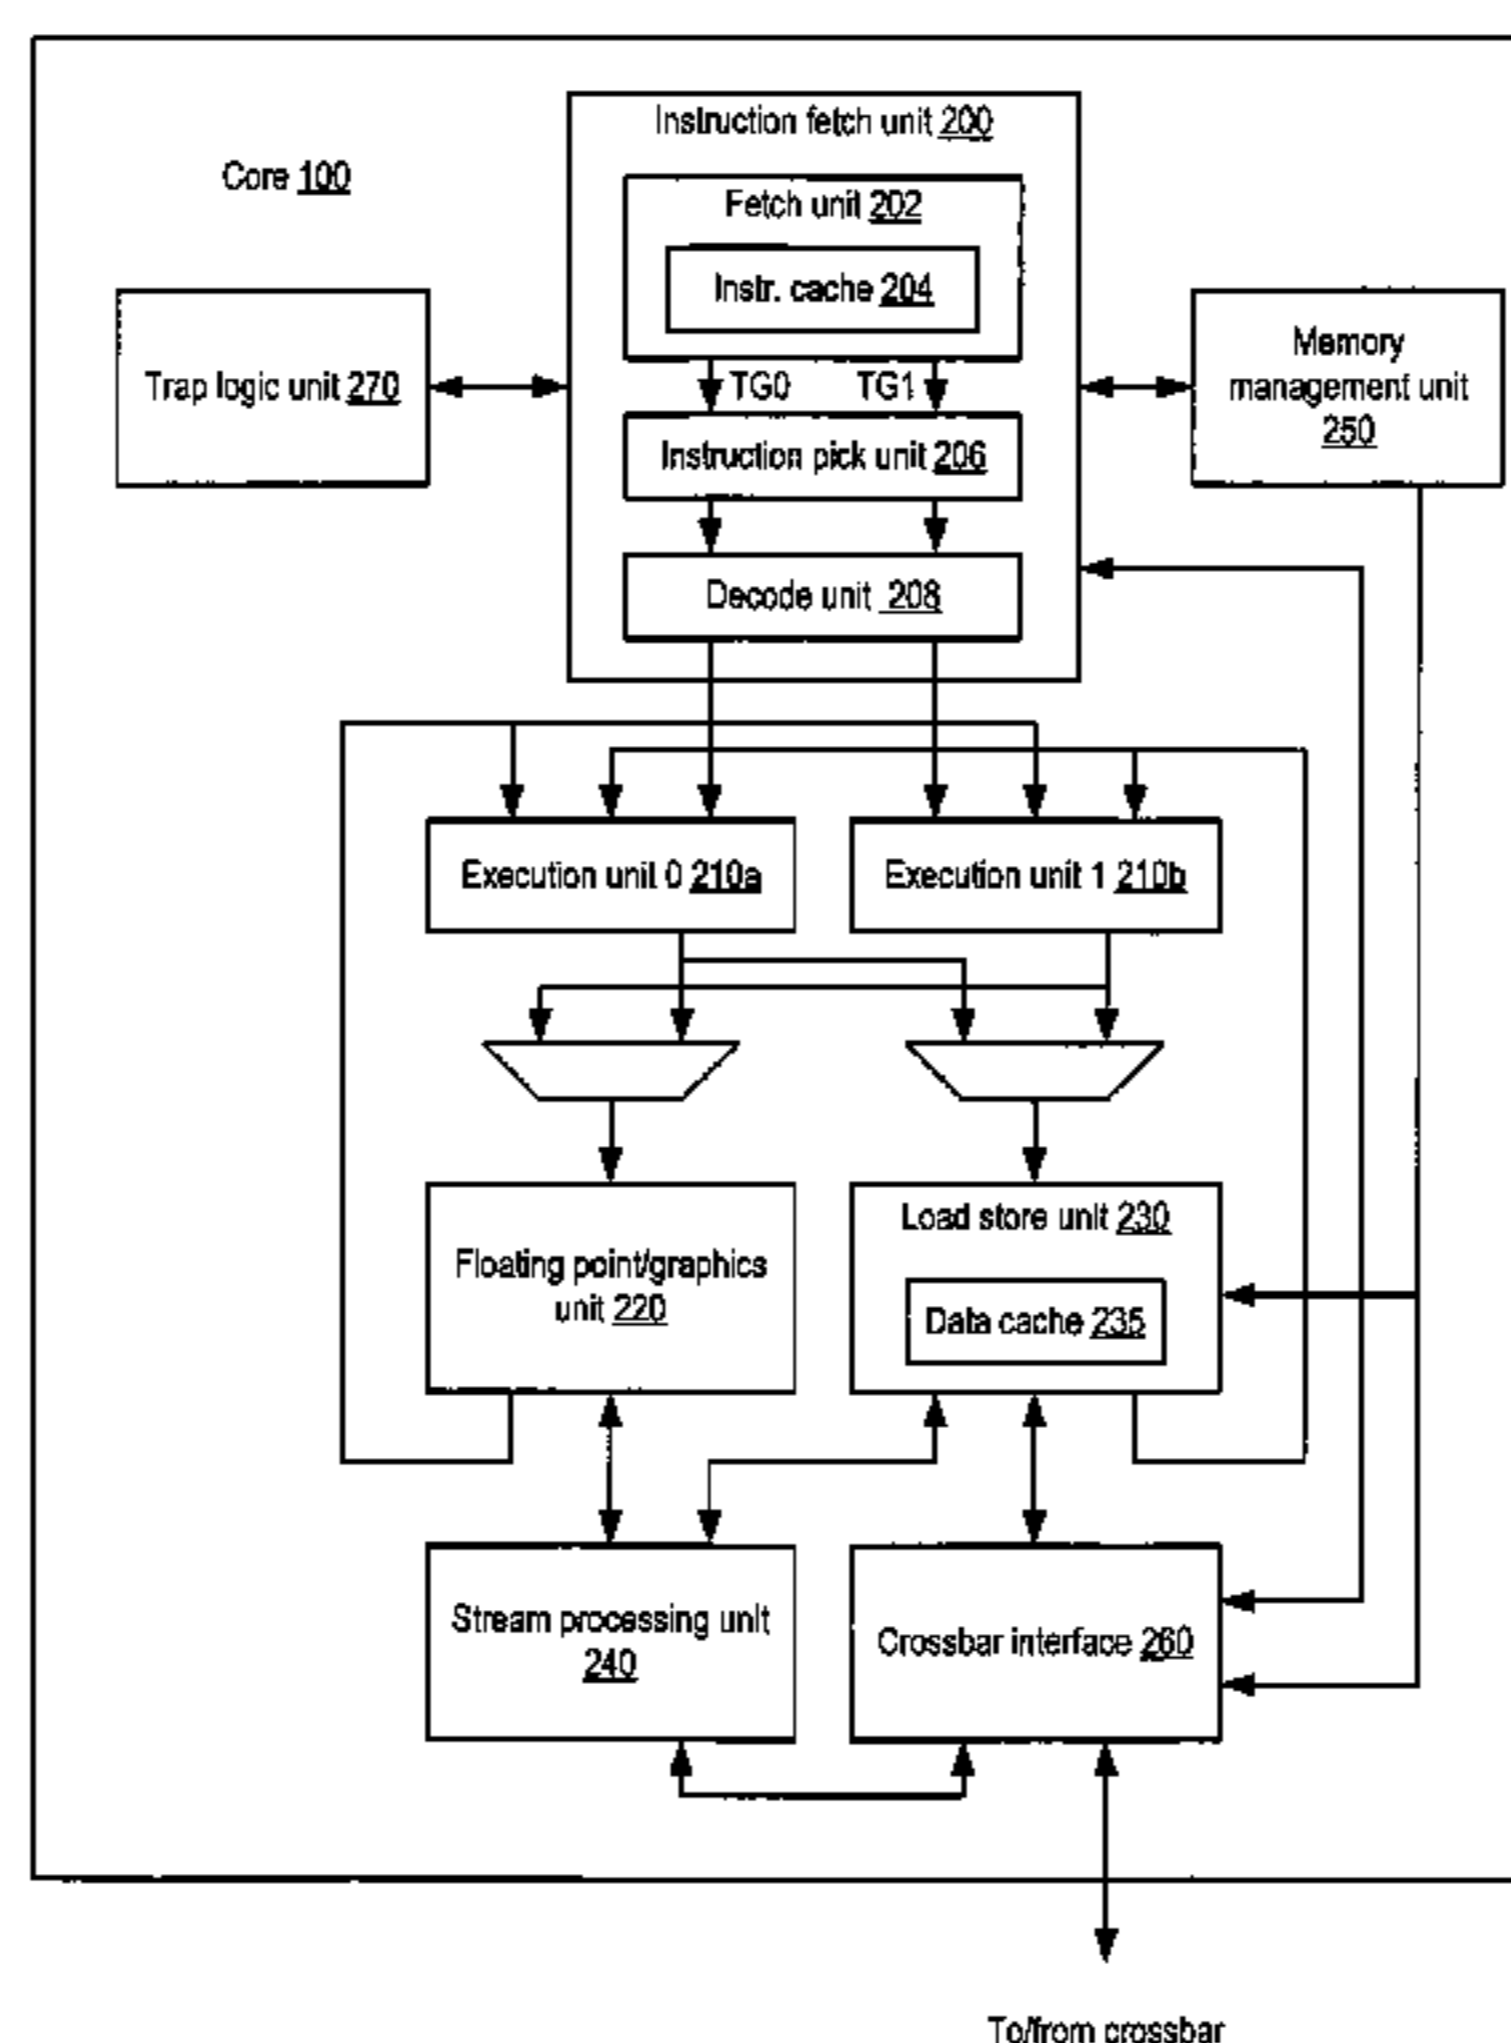 Instruction fetch unit 200
Core 100
Fetch unit 202
Instr. cache 204
Trap logic unit 270
TG0
TG1
Memory
management unit
250
Instruction pick unit 206
Decode unit 208
Execution unit 0 210a
Execution unit 1 210b
Load store unit 230
Floating point/graphics
unit 220
Data cache 235
Stream processing unit
240
Crossbar interface 260
To/from crossbar